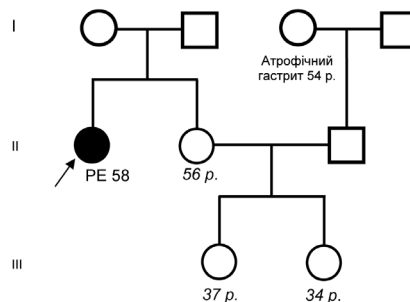 I
Атрофічний
гастрит 54 р.
II
РЕ 58
56 р.
III
37 р.
34 р.